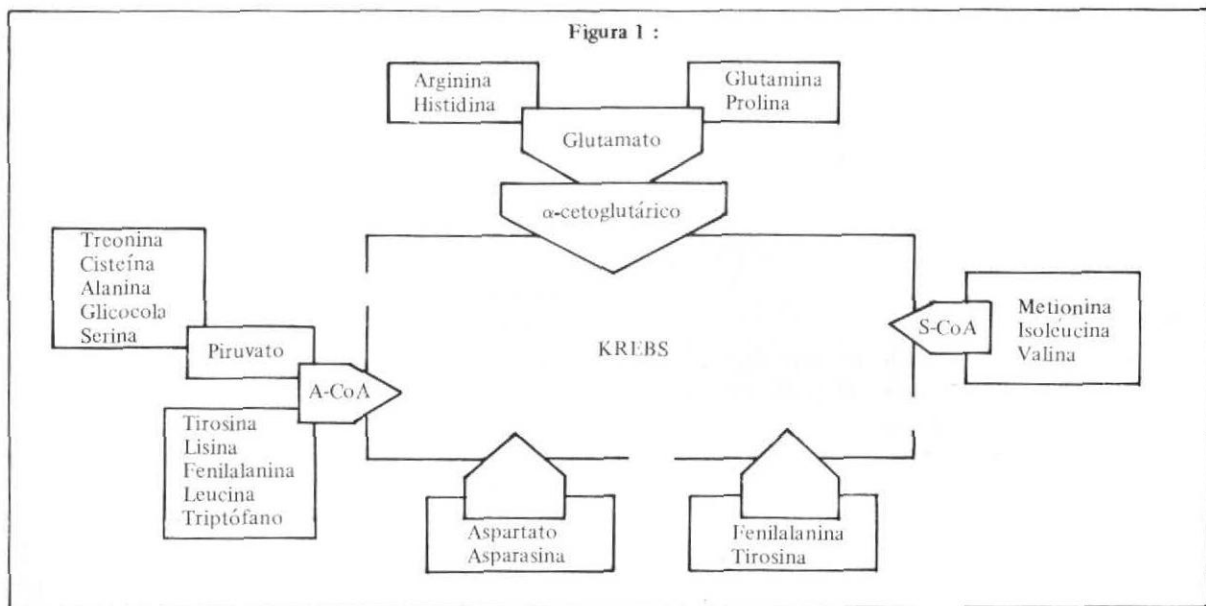 Figura 1 :
Arginina
Histidina
Glutamina
Prolina
Glutamato
α-cetoglutárico
Treonina
Cisteína
Alanina
Glicocola
Serina
Piruvato
A-CoA
Tirosina
Lisina
Fenilalanina
Leucina
Triptófano
KREBS
S-CoA
Metionina
Isoleucina
Valina
Aspartato
Asparasina
Fenilalanina
Tirosina